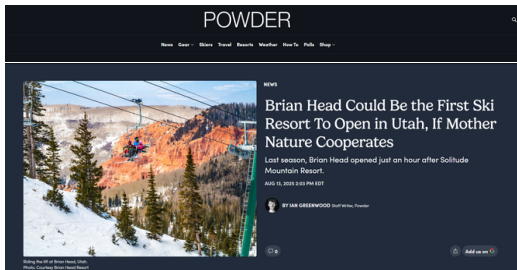 POWDER
News Gear Skiers Travel Resorts Weather How To Polls Shop
NEWS
Brian Head Could Be the First Ski
Resort To Open in Utah, If Mother
Nature Cooperates
Last season, Brian Head opened just an hour after Solitude
Mountain Resort.
AUG 13, 2025 2:03 PM EDT
BY IAN GREENWOOD Staff Writer, Powder
0
Add us on
Riding the lift at Brian Head, Utah.
Photo: Courtesy Brian Head Resort